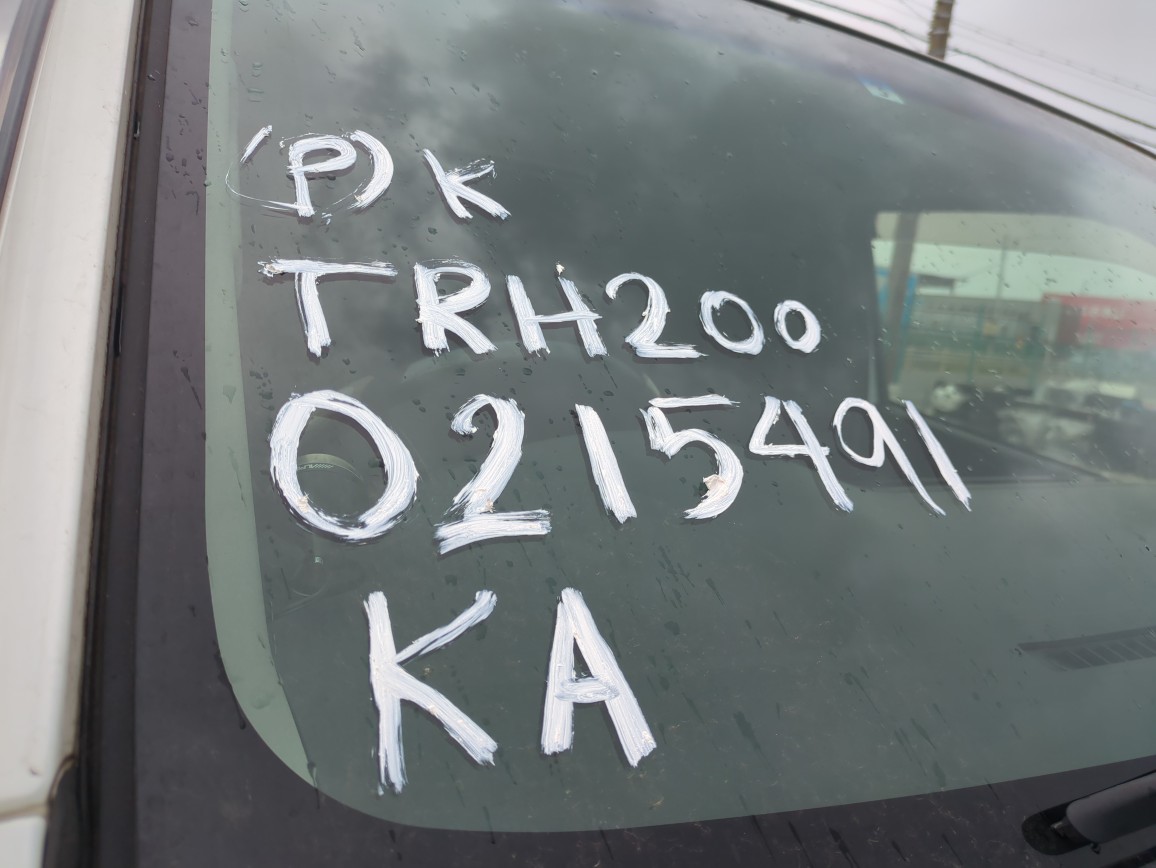 (P) K
TRH200
0215491
KA